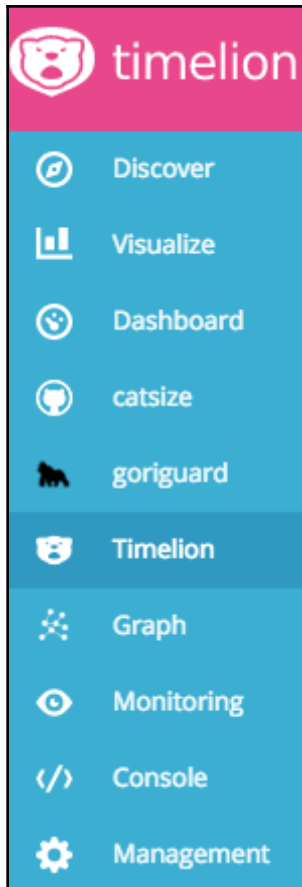 timelion
Discover
Visualize
Dashboard
catsize
goriguard
Timelion
Graph
Monitoring
Console
Management